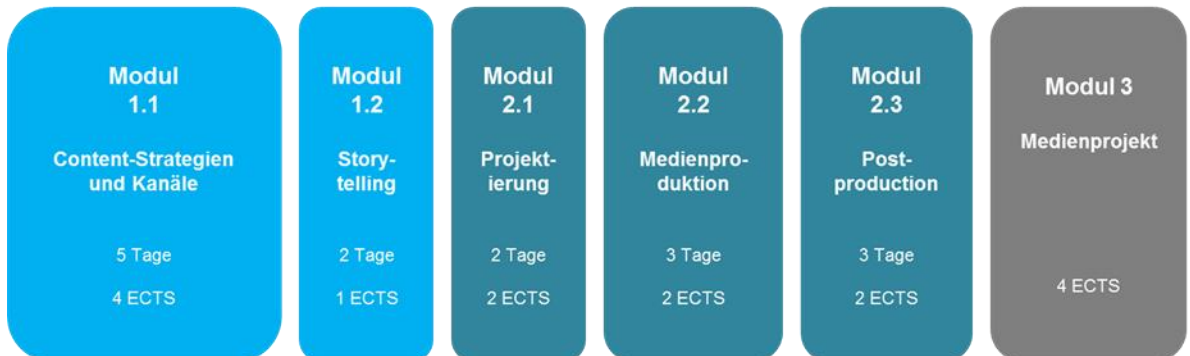 Modul
1.1
Content-Strategien
und Kanäle
5 Tage
4 ECTS
Modul
1.2
Story-
telling
2 Tage
1 ECTS
Modul
2.1
Projekt-
ierung
2 Tage
2 ECTS
Modul
2.2
Medienpro-
duktion
3 Tage
2 ECTS
Modul
2.3
Post-
production
3 Tage
2 ECTS
Modul 3
Medienprojekt
4 ECTS